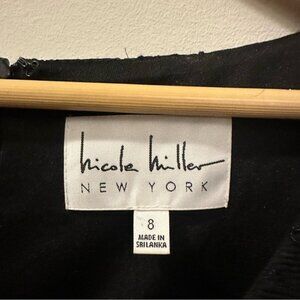 nicole miller
NEW YORK
8
MADE IN
SRI LANKA